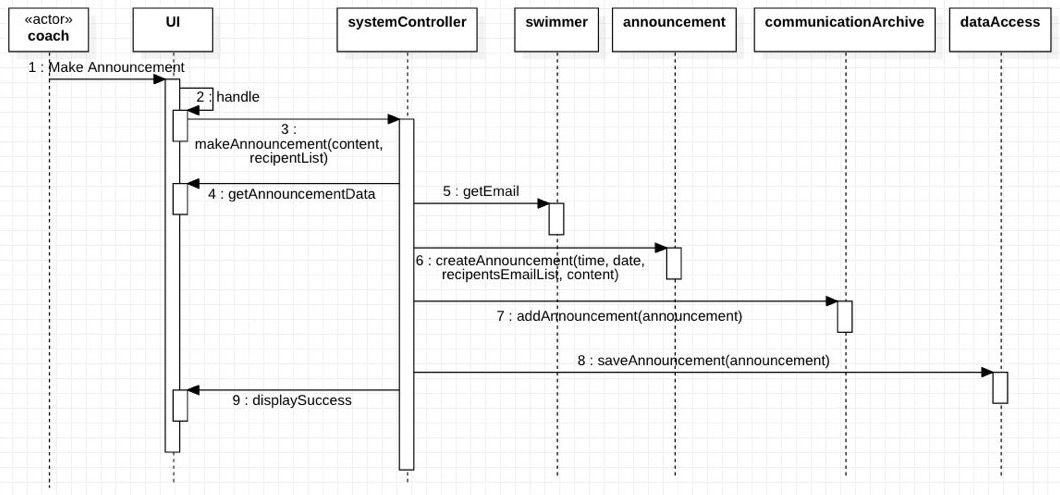 «actor»
coach
UI
systemController
swimmer
announcement
communicationArchive
dataAccess
1 : Make Announcement
2 : handle
3 :
makeAnnouncement(content,
recipentList)
4 : getAnnouncementData
5 : getEmail
6 : createAnnouncement(time, date,
recipentsEmailList, content)
7 : addAnnouncement(announcement)
8 : saveAnnouncement(announcement)
9 : displaySuccess